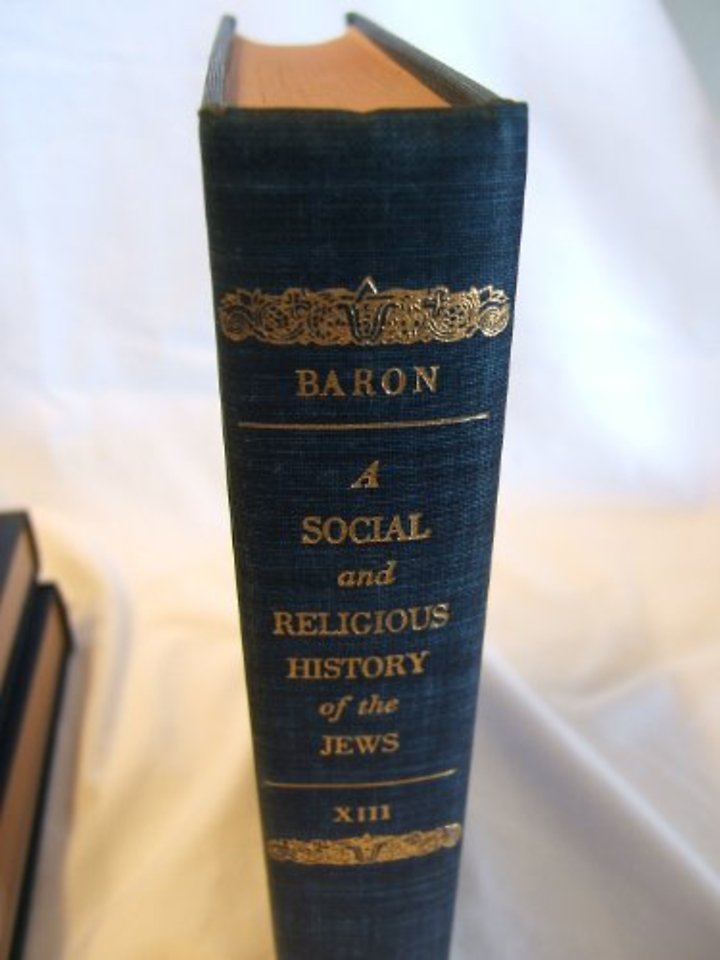 BARON
A
SOCIAL
and
RELIGIOUS
HISTORY
of the
JEWS
XIII